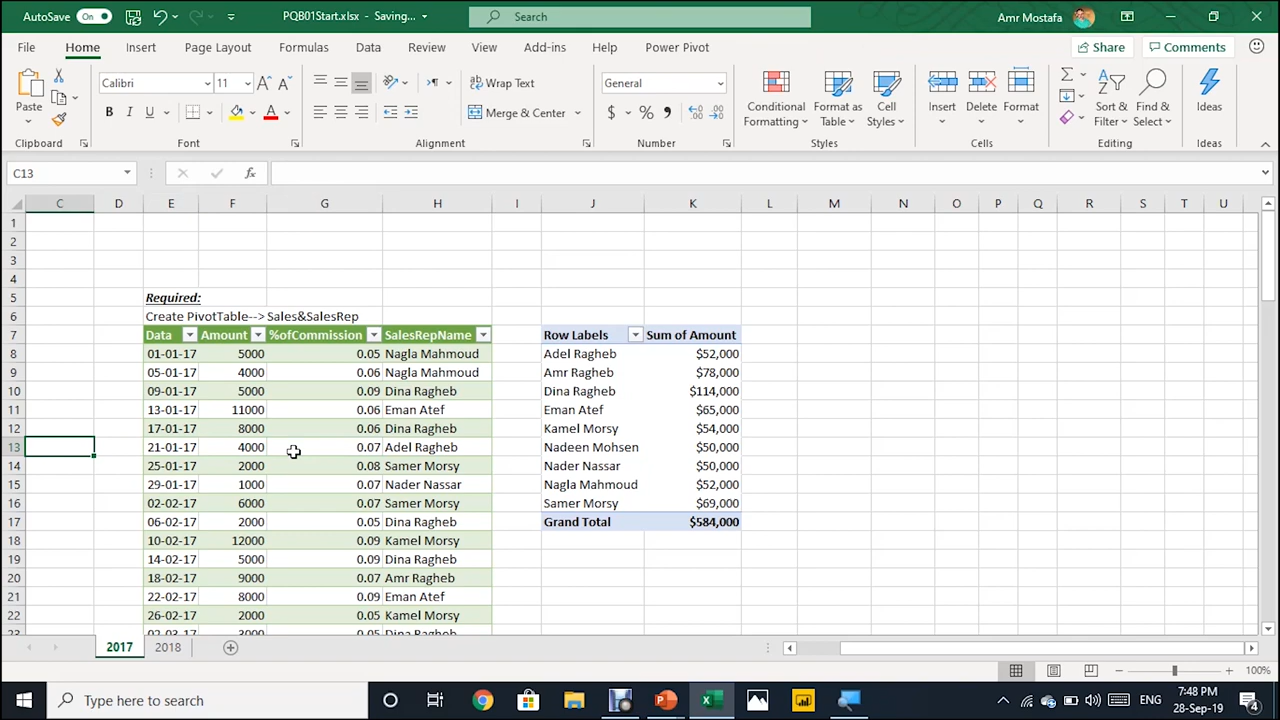 AutoSave On PQB01Start.xlsx - Saving... Search Amr Mostafa
File Home Insert Page Layout Formulas Data Review View Add-ins Help Power Pivot Share Comments
Calibri 11 Wrap Text General
Paste B I U Merge & Center $ % Conditional Formatting Format as Table Cell Styles Insert Delete Format Sort & Filter Find & Select Ideas
Clipboard Font Alignment Number Styles Cells Editing Ideas
C13 fx
C D E F G H I J K L M N O P Q R S T U
1
2
3
4
5 Required:
6 Create PivotTable--> Sales&SalesRep
7 Data Amount %ofCommission SalesRepName Row Labels Sum of Amount
8 01-01-17 5000 0.05 Nagla Mahmoud Adel Ragheb $52,000
9 05-01-17 4000 0.06 Nagla Mahmoud Amr Ragheb $78,000
10 09-01-17 5000 0.09 Dina Ragheb Dina Ragheb $114,000
11 13-01-17 11000 0.06 Eman Atef Eman Atef $65,000
12 17-01-17 8000 0.06 Dina Ragheb Kamel Morsy $54,000
13 21-01-17 4000 0.07 Adel Ragheb Nadeen Mohsen $50,000
14 25-01-17 2000 0.08 Samer Morsy Nader Nassar $50,000
15 29-01-17 1000 0.07 Nader Nassar Nagla Mahmoud $52,000
16 02-02-17 6000 0.07 Samer Morsy Samer Morsy $69,000
17 06-02-17 2000 0.05 Dina Ragheb Grand Total $584,000
18 10-02-17 12000 0.09 Kamel Morsy
19 14-02-17 5000 0.09 Dina Ragheb
20 18-02-17 9000 0.07 Amr Ragheb
21 22-02-17 8000 0.09 Eman Atef
22 26-02-17 2000 0.05 Kamel Morsy
23 02-03-17 3000 0.05 Dina Ragheb
2017 2018
100%
Type here to search ENG 7:48 PM
28-Sep-19 4